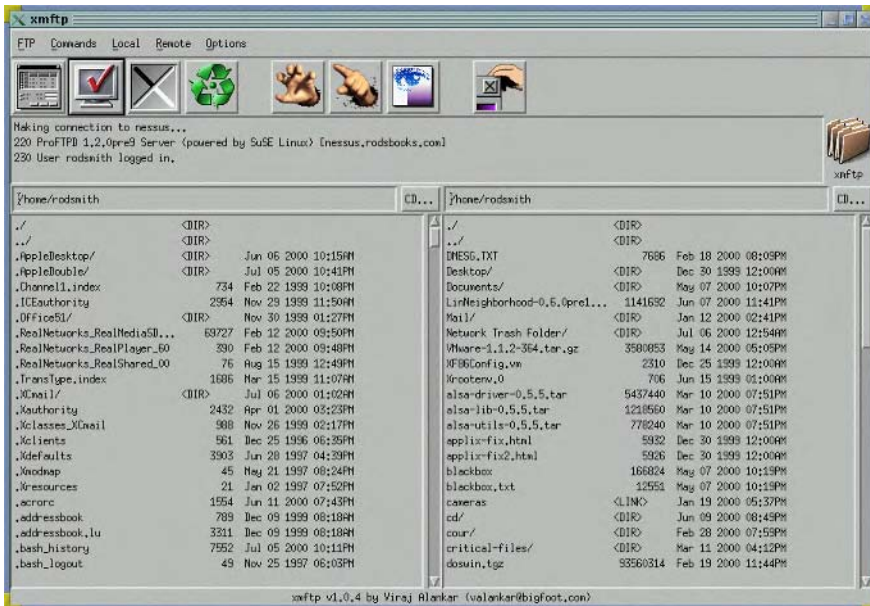 xmftp
FTP Commands Local Remote Options
Making connection to nessus...
220 ProFTPD 1.2.0pre9 Server (powered by SuSE Linux) [nessus.rodsbooks.com]
230 User rodsmith logged in.
xmftp
/home/rodsmith CD...
./ <DIR>
../ <DIR>
.AppleDesktop/ <DIR> Jun 06 2000 10:15AM
.AppleDouble/ <DIR> Jul 05 2000 10:41PM
.Channel1.index 734 Feb 22 1999 10:08PM
.ICEauthority 2954 Nov 29 1999 11:50AM
.Office51/ <DIR> Nov 30 1999 01:27PM
.RealNetworks_RealMediaSD... 69727 Feb 12 2000 09:50PM
.RealNetworks_RealPlayer_60 390 Feb 12 2000 09:48PM
.RealNetworks_RealShared_00 76 Aug 15 1999 12:49PM
.TransType.index 1686 Mar 15 1999 11:07AM
.XCmail/ <DIR> Jul 06 2000 01:02AM
.Xauthority 2432 Apr 01 2000 03:23PM
.Xclasses_XCmail 988 Nov 26 1999 02:17PM
.Xclients 561 Dec 25 1996 06:35PM
.Xdefaults 3903 Jun 28 1997 04:39PM
.Xmodmap 45 May 21 1997 08:24PM
.Xresources 21 Jan 02 1997 07:52PM
.acrorc 1554 Jun 11 2000 07:43PM
.addressbook 789 Dec 09 1999 08:18AM
.addressbook.lu 3311 Dec 09 1999 08:18AM
.bash_history 7552 Jul 05 2000 10:11PM
.bash_logout 49 Nov 25 1997 06:03PM
/home/rodsmith CD...
./ <DIR>
../ <DIR>
DMESG.TXT 7686 Feb 18 2000 08:09PM
Desktop/ <DIR> Dec 30 1999 12:00AM
Documents/ <DIR> May 07 2000 10:07PM
LinNeighborhood-0.6.0pre1... 1141692 Jun 07 2000 11:41PM
Mail/ <DIR> Jan 12 2000 02:41PM
Network Trash Folder/ <DIR> Jul 06 2000 12:54AM
VMware-1.1.2-364.tar.gz 3580853 May 14 2000 05:05PM
XF86Config.vm 2310 Dec 25 1999 12:00AM
Xrootenv.0 706 Jun 15 1999 01:00AM
alsa-driver-0.5.5.tar 5437440 Mar 10 2000 07:51PM
alsa-lib-0.5.5.tar 1218560 Mar 10 2000 07:51PM
alsa-utils-0.5.5.tar 778240 Mar 10 2000 07:51PM
applix-fix.html 5932 Dec 30 1999 12:00AM
applix-fix2.html 5926 Dec 30 1999 12:00AM
blackbox 166824 May 07 2000 10:19PM
blackbox.txt 12551 May 07 2000 10:19PM
cameras <LINK> Jan 19 2000 05:37PM
cd/ <DIR> Jun 09 2000 08:49PM
cour/ <DIR> Feb 28 2000 07:59PM
critical-files/ <DIR> Mar 11 2000 04:12PM
doswin.tgz 93560314 Feb 19 2000 11:44PM
xmftp v1.0.4 by Viraj Alankar (valankar@bigfoot.com)